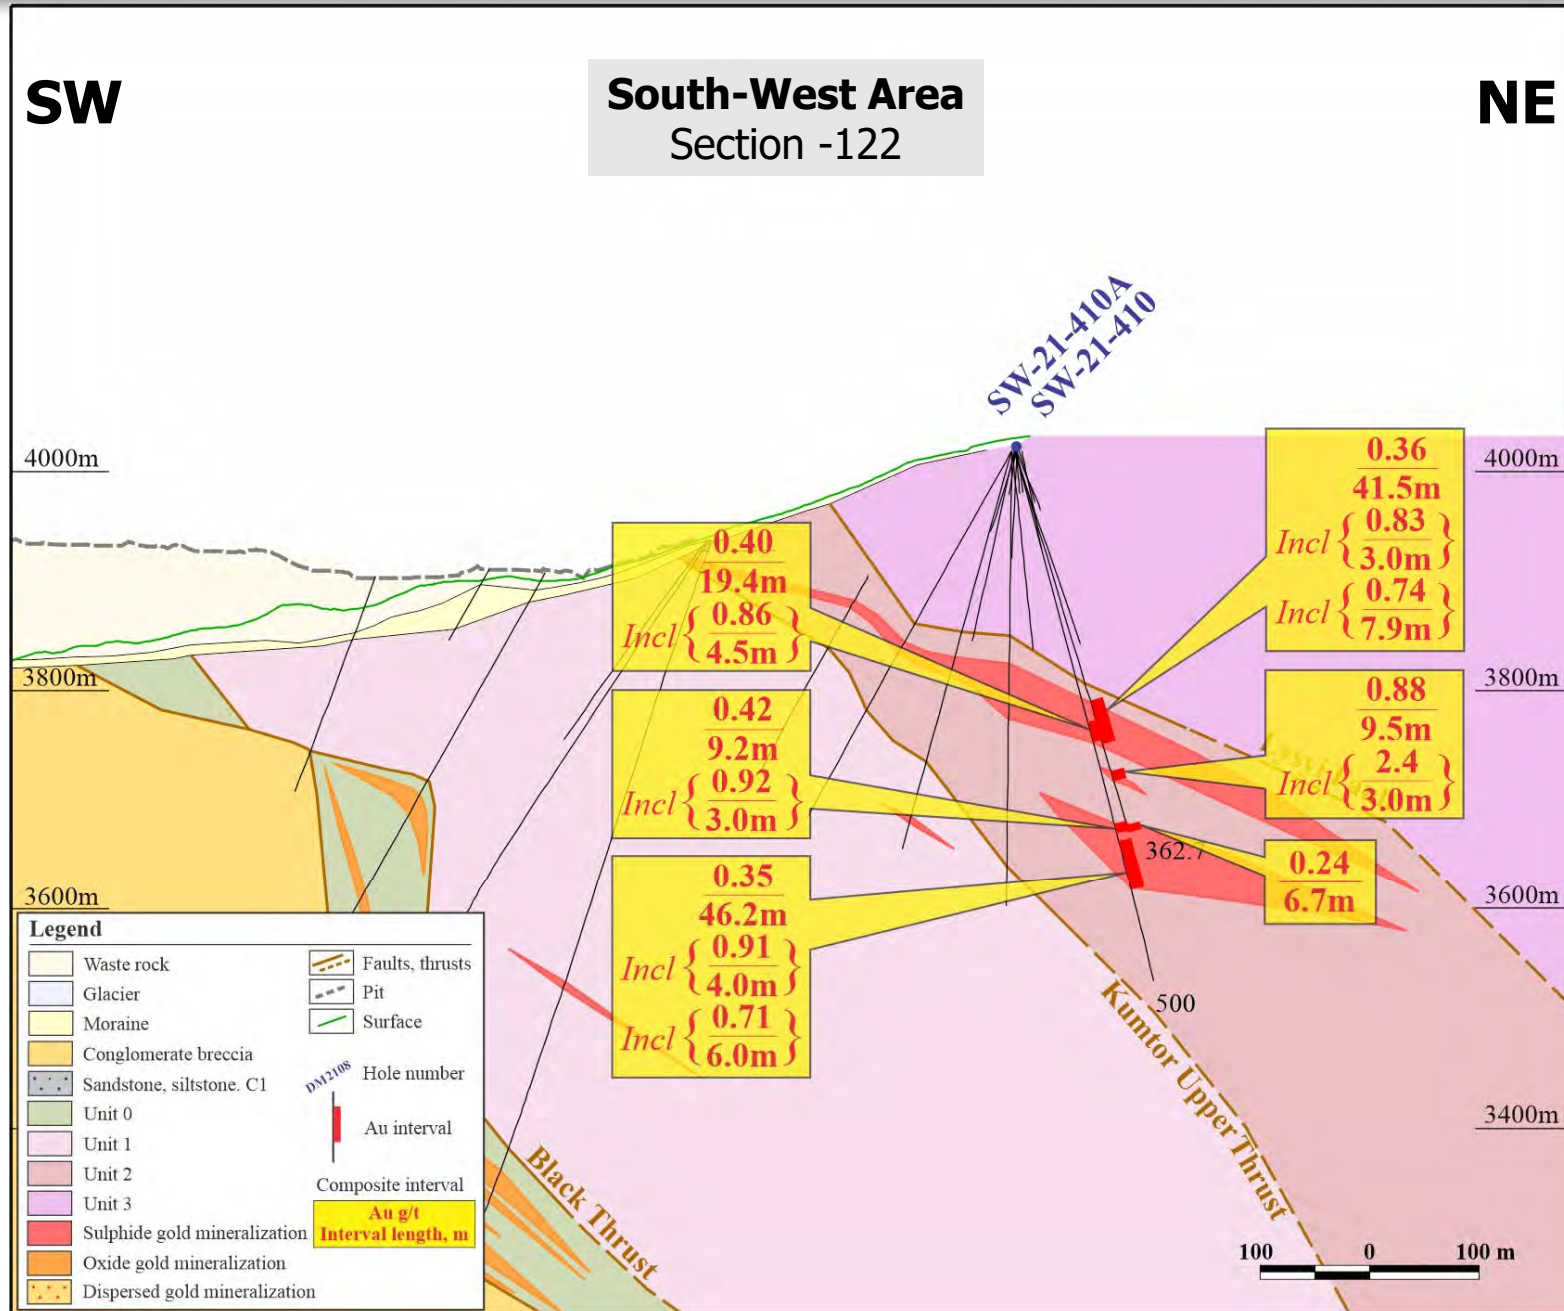 SW
South-West Area
Section -122
NE
SW-21-410A
SW-21-410
4000m
4000m
3800m
3800m
3600m
3600m
3400m
0.40
19.4m
Incl { 0.86
4.5m }
0.42
9.2m
Incl { 0.92
3.0m }
0.35
46.2m
Incl { 0.91
4.0m }
Incl { 0.71
6.0m }
0.36
41.5m
Incl { 0.83
3.0m }
Incl { 0.74
7.9m }
0.88
9.5m
Incl { 2.4
3.0m }
0.24
6.7m
362.7
500
Kumtor Upper Thrust
Black Thrust
Legend
Waste rock
Glacier
Moraine
Conglomerate breccia
Sandstone, siltstone. C1
Unit 0
Unit 1
Unit 2
Unit 3
Sulphide gold mineralization
Oxide gold mineralization
Dispersed gold mineralization
Faults, thrusts
Pit
Surface
DM2108
Hole number
Au interval
Composite interval
Au g/t
Interval length, m
100 0 100 m